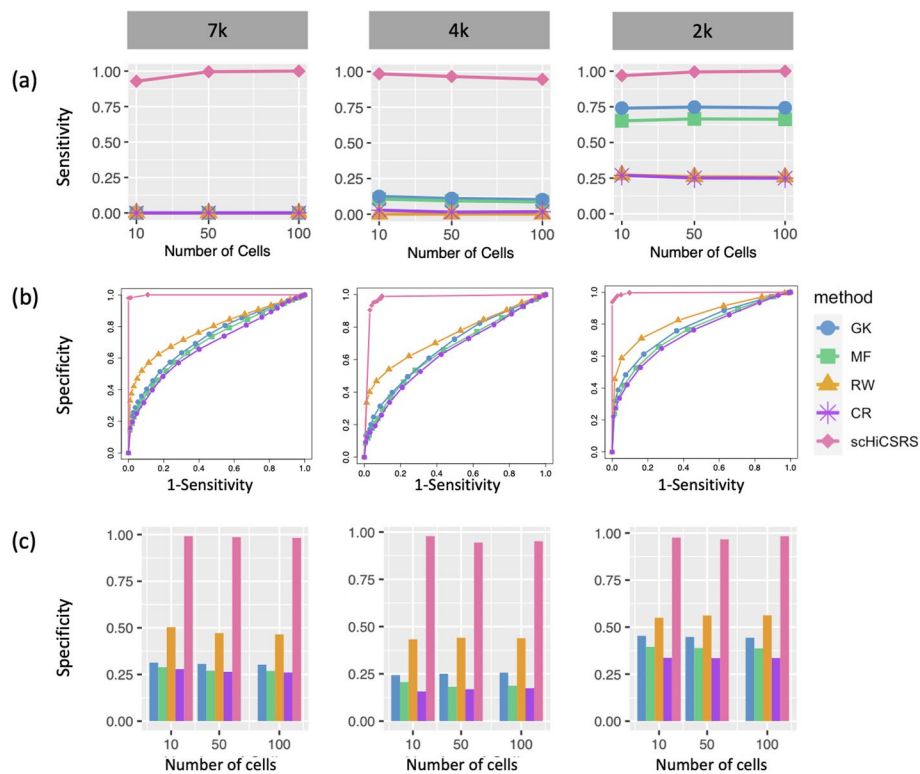 7k 4k 2k
(a)
Sensitivity
1.00 1.00 1.00
0.75 0.75 0.75
0.50 0.50 0.50
0.25 0.25 0.25
0.00 0.00 0.00
10 50 100 10 50 100 10 50 100
Number of Cells Number of Cells Number of Cells
(b)
Specificity
1.0 1.0 1.0
0.8 0.8 0.8
0.6 0.6 0.6
0.4 0.4 0.4
0.2 0.2 0.2
0.0 0.0 0.0
0.0 0.2 0.4 0.6 0.8 1.0 0.0 0.2 0.4 0.6 0.8 1.0 0.0 0.2 0.4 0.6 0.8 1.0
1-Sensitivity 1-Sensitivity 1-Sensitivity
method
GK
MF
RW
CR
scHiCSRS
(c)
Specificity
1.00 1.00 1.00
0.75 0.75 0.75
0.50 0.50 0.50
0.25 0.25 0.25
0.00 0.00 0.00
10 50 100 10 50 100 10 50 100
Number of cells Number of cells Number of cells